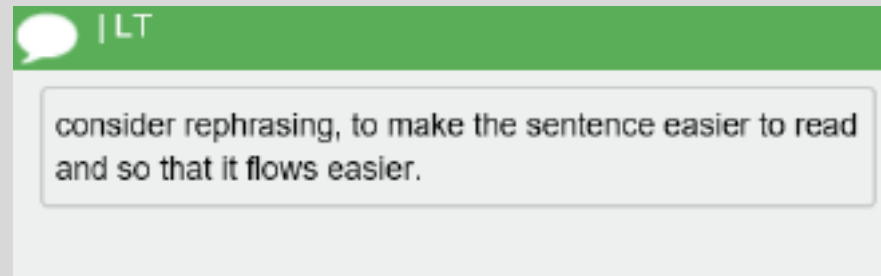 | LT
consider rephrasing, to make the sentence easier to read
and so that it flows easier.